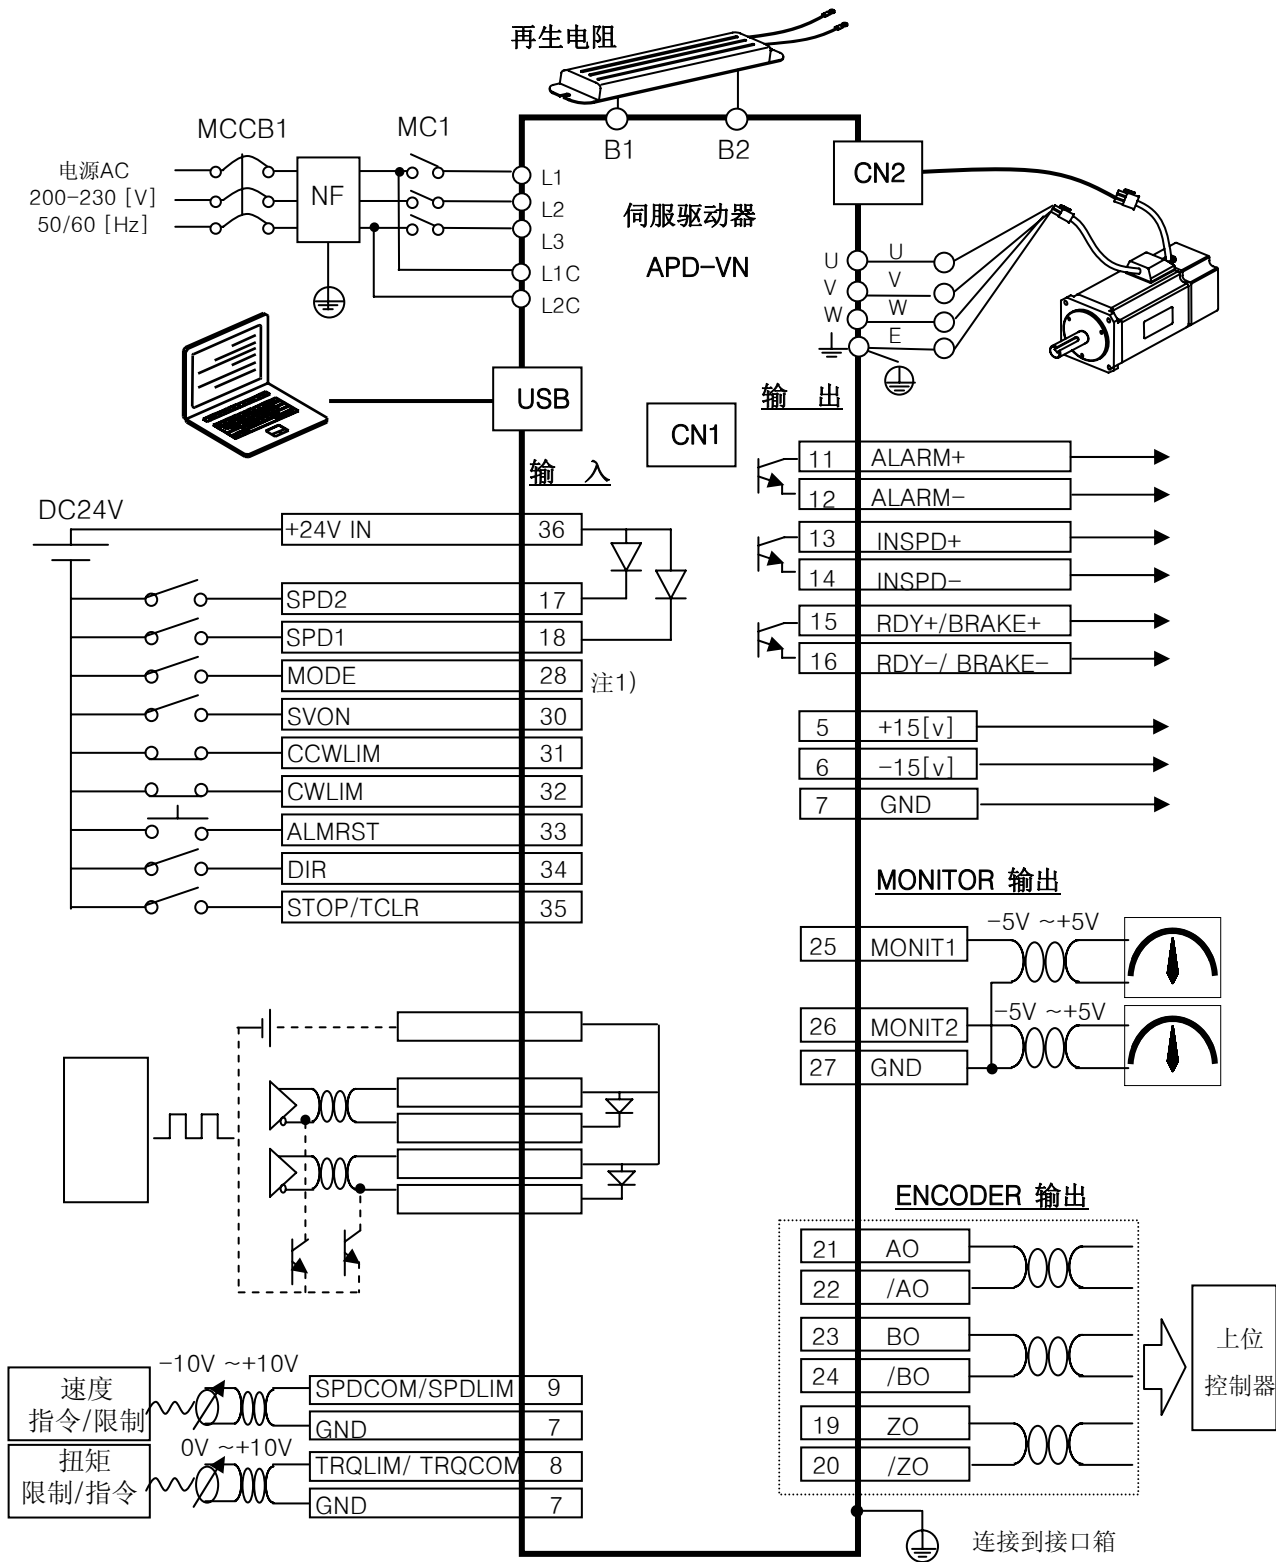 再生电阻
MCCB1
MC1
B1
B2
CN2
电源AC
200-230 [V]
50/60 [Hz]
NF
L1
L2
L3
L1C
L2C
伺服驱动器
APD-VN
U
V
W
U
V
W
E
USB
CN1
输 出
输 入
DC24V
+24V IN 36
SPD2 17
SPD1 18
MODE 28 注1)
SVON 30
CCWLIM 31
CWLIM 32
ALMRST 33
DIR 34
STOP/TCLR 35
11 ALARM+
12 ALARM-
13 INSPD+
14 INSPD-
15 RDY+/BRAKE+
16 RDY-/ BRAKE-
5 +15[v]
6 -15[v]
7 GND
MONITOR 输出
-5V ~+5V
25 MONIT1
-5V ~+5V
26 MONIT2
27 GND
ENCODER 输出
21 AO
22 /AO
23 BO
24 /BO
19 ZO
20 /ZO
上位
控制器
-10V ~+10V
速度
指令/限制
SPDCOM/SPDLIM 9
GND 7
0V ~+10V
扭矩
限制/指令
TRQLIM/ TRQCOM 8
GND 7
连接到接口箱